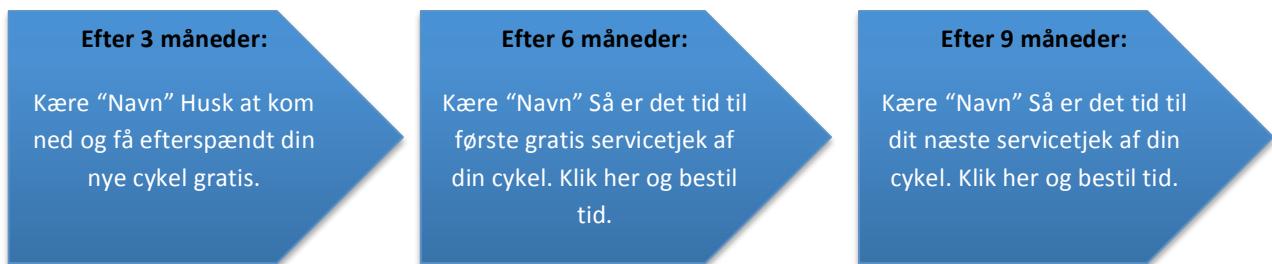 Efter 3 måneder:
Kære “Navn” Husk at kom
ned og få efterspændt din
nye cykel gratis.
Efter 6 måneder:
Kære “Navn” Så er det tid til
første gratis servicetjek af
din cykel. Klik her og bestil
tid.
Efter 9 måneder:
Kære “Navn” Så er det tid til
dit næste servicetjek af din
cykel. Klik her og bestil tid.